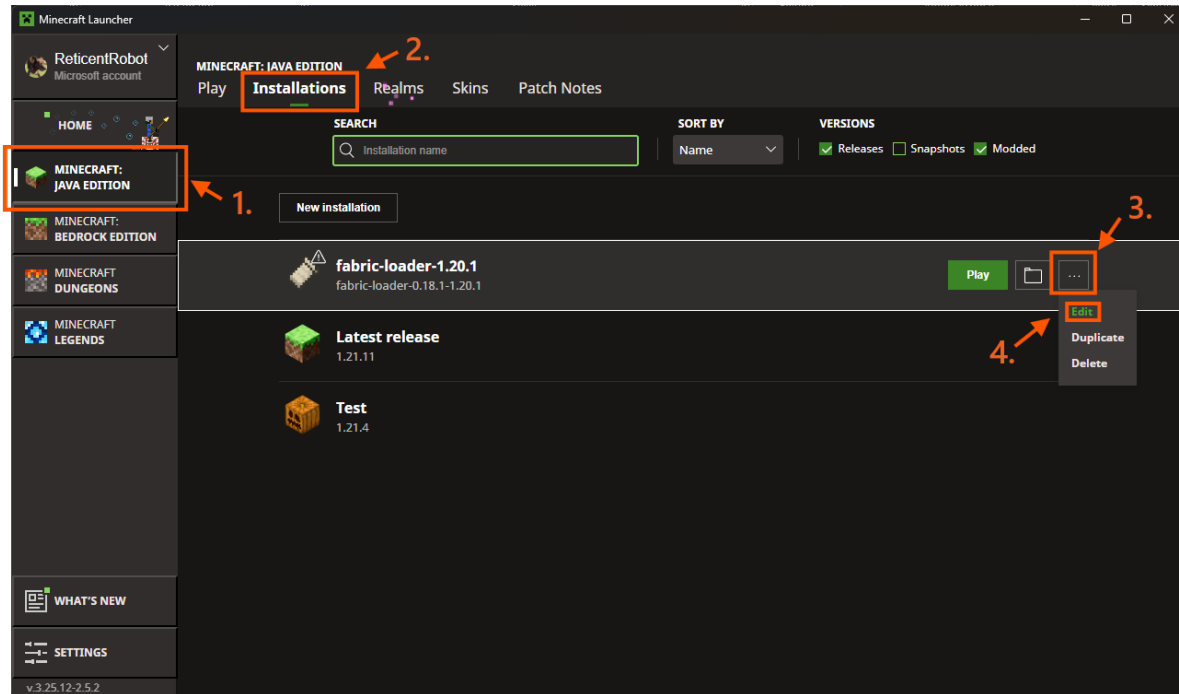 Minecraft Launcher
ReticentRobot
Microsoft account
HOME
MINECRAFT:
JAVA EDITION
MINECRAFT:
BEDROCK EDITION
MINECRAFT
DUNGEONS
MINECRAFT
LEGENDS
WHAT'S NEW
SETTINGS
v.3.25.12-2.5.2
1.
MINECRAFT: JAVA EDITION
2.
Play Installations Realms Skins Patch Notes
SEARCH SORT BY VERSIONS
Installation name Name Releases Snapshots Modded
New installation
3.
fabric-loader-1.20.1
fabric-loader-0.18.1-1.20.1
Play ...
4.
Edit
Duplicate
Delete
Latest release
1.21.11
Test
1.21.4